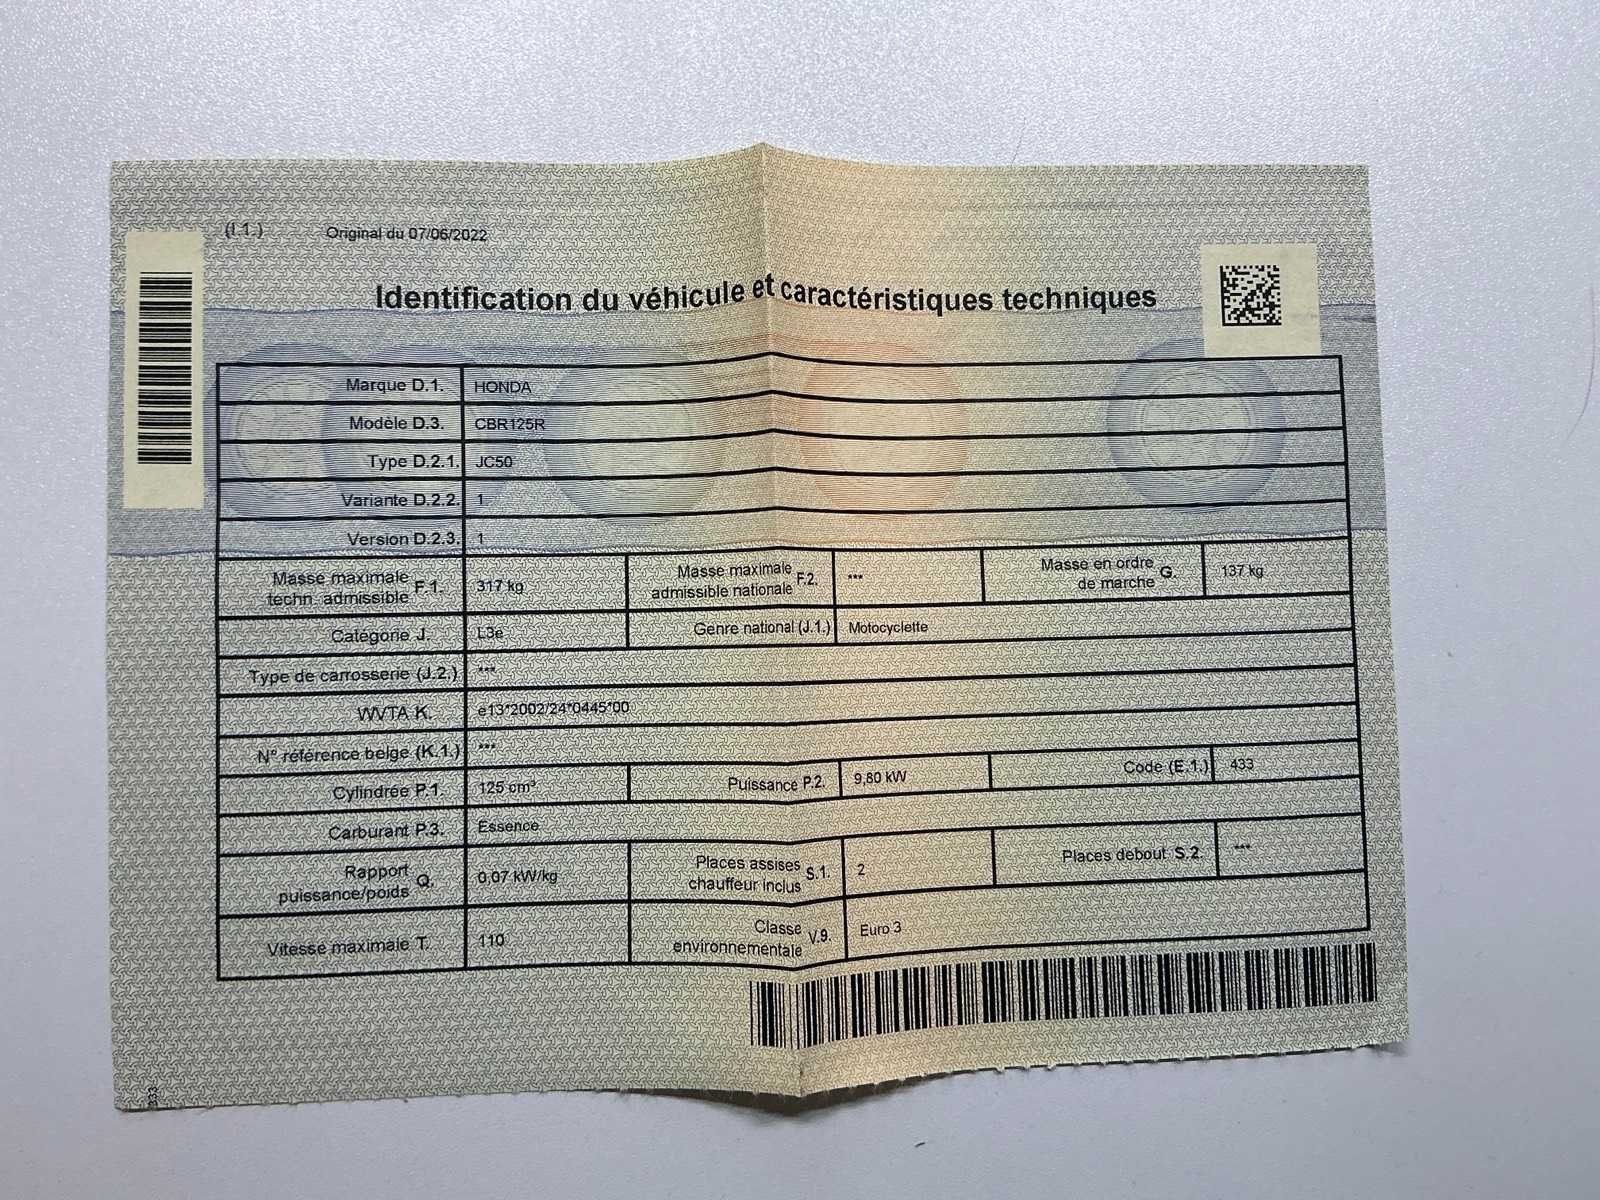 (I.1.) Original du 07/06/2022
Identification du véhicule et caractéristiques techniques
Marque D.1. HONDA
Modèle D.3. CBR125R
Type D.2.1. JC50
Variante D.2.2. 1
Version D.2.3. 1
Masse maximale techn. admissible F.1. 317 kg Masse maximale admissible nationale F.2. *** Masse en ordre de marche G. 137 kg
Catégorie J. L3e Genre national (J.1.) Motocyclette
Type de carrosserie (J.2.) ***
WVTA K. e13*2002/24*0445*00
N° référence belge (K.1.) ***
Cylindrée P.1. 125 cm³ Puissance P.2. 9,80 kW Code (E.1.) 433
Carburant P.3. Essence
Rapport puissance/poids Q. 0,07 kW/kg Places assises chauffeur inclus S.1. 2 Places debout S.2. ***
Vitesse maximale T. 110 Classe environnementale V.9. Euro 3